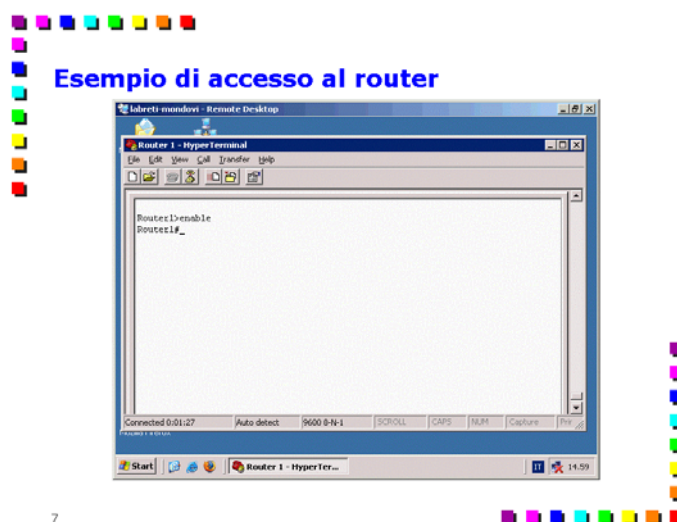 Esempio di accesso al router
labreti-mondovi - Remote Desktop
Router 1 - HyperTerminal
File Edit View Call Transfer Help
Router1>enable
Router1#_
Connected 0:01:27 Auto detect 9600 8-N-1 SCROLL CAPS NUM Capture
Start Router 1 - HyperTer... IT 14.59
7